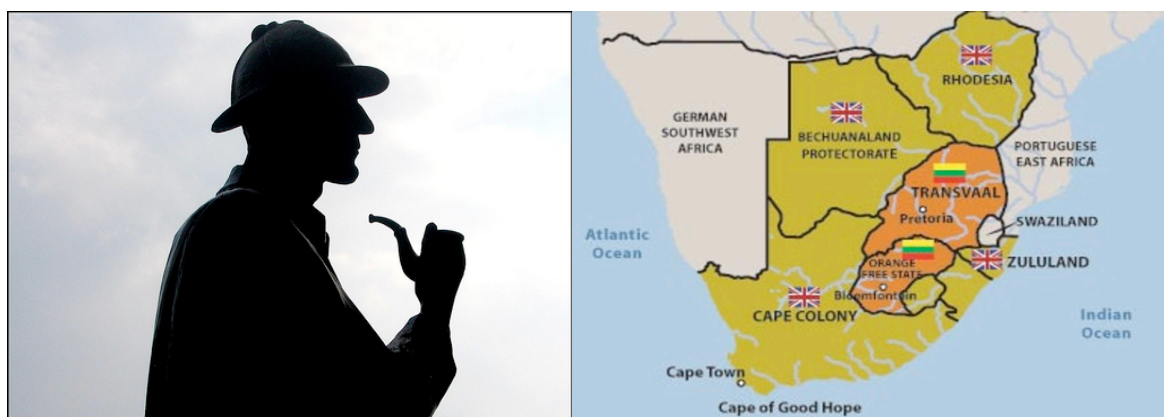 RHODESIA
GERMAN
SOUTHWEST
AFRICA
BECHUANALAND
PROTECTORATE
PORTUGUESE
EAST AFRICA
TRANSVAAL
Pretoria
SWAZILAND
Atlantic
Ocean
ORANGE
FREE STATE
ZULULAND
Bloemfontein
CAPE COLONY
Indian
Ocean
Cape Town
Cape of Good Hope